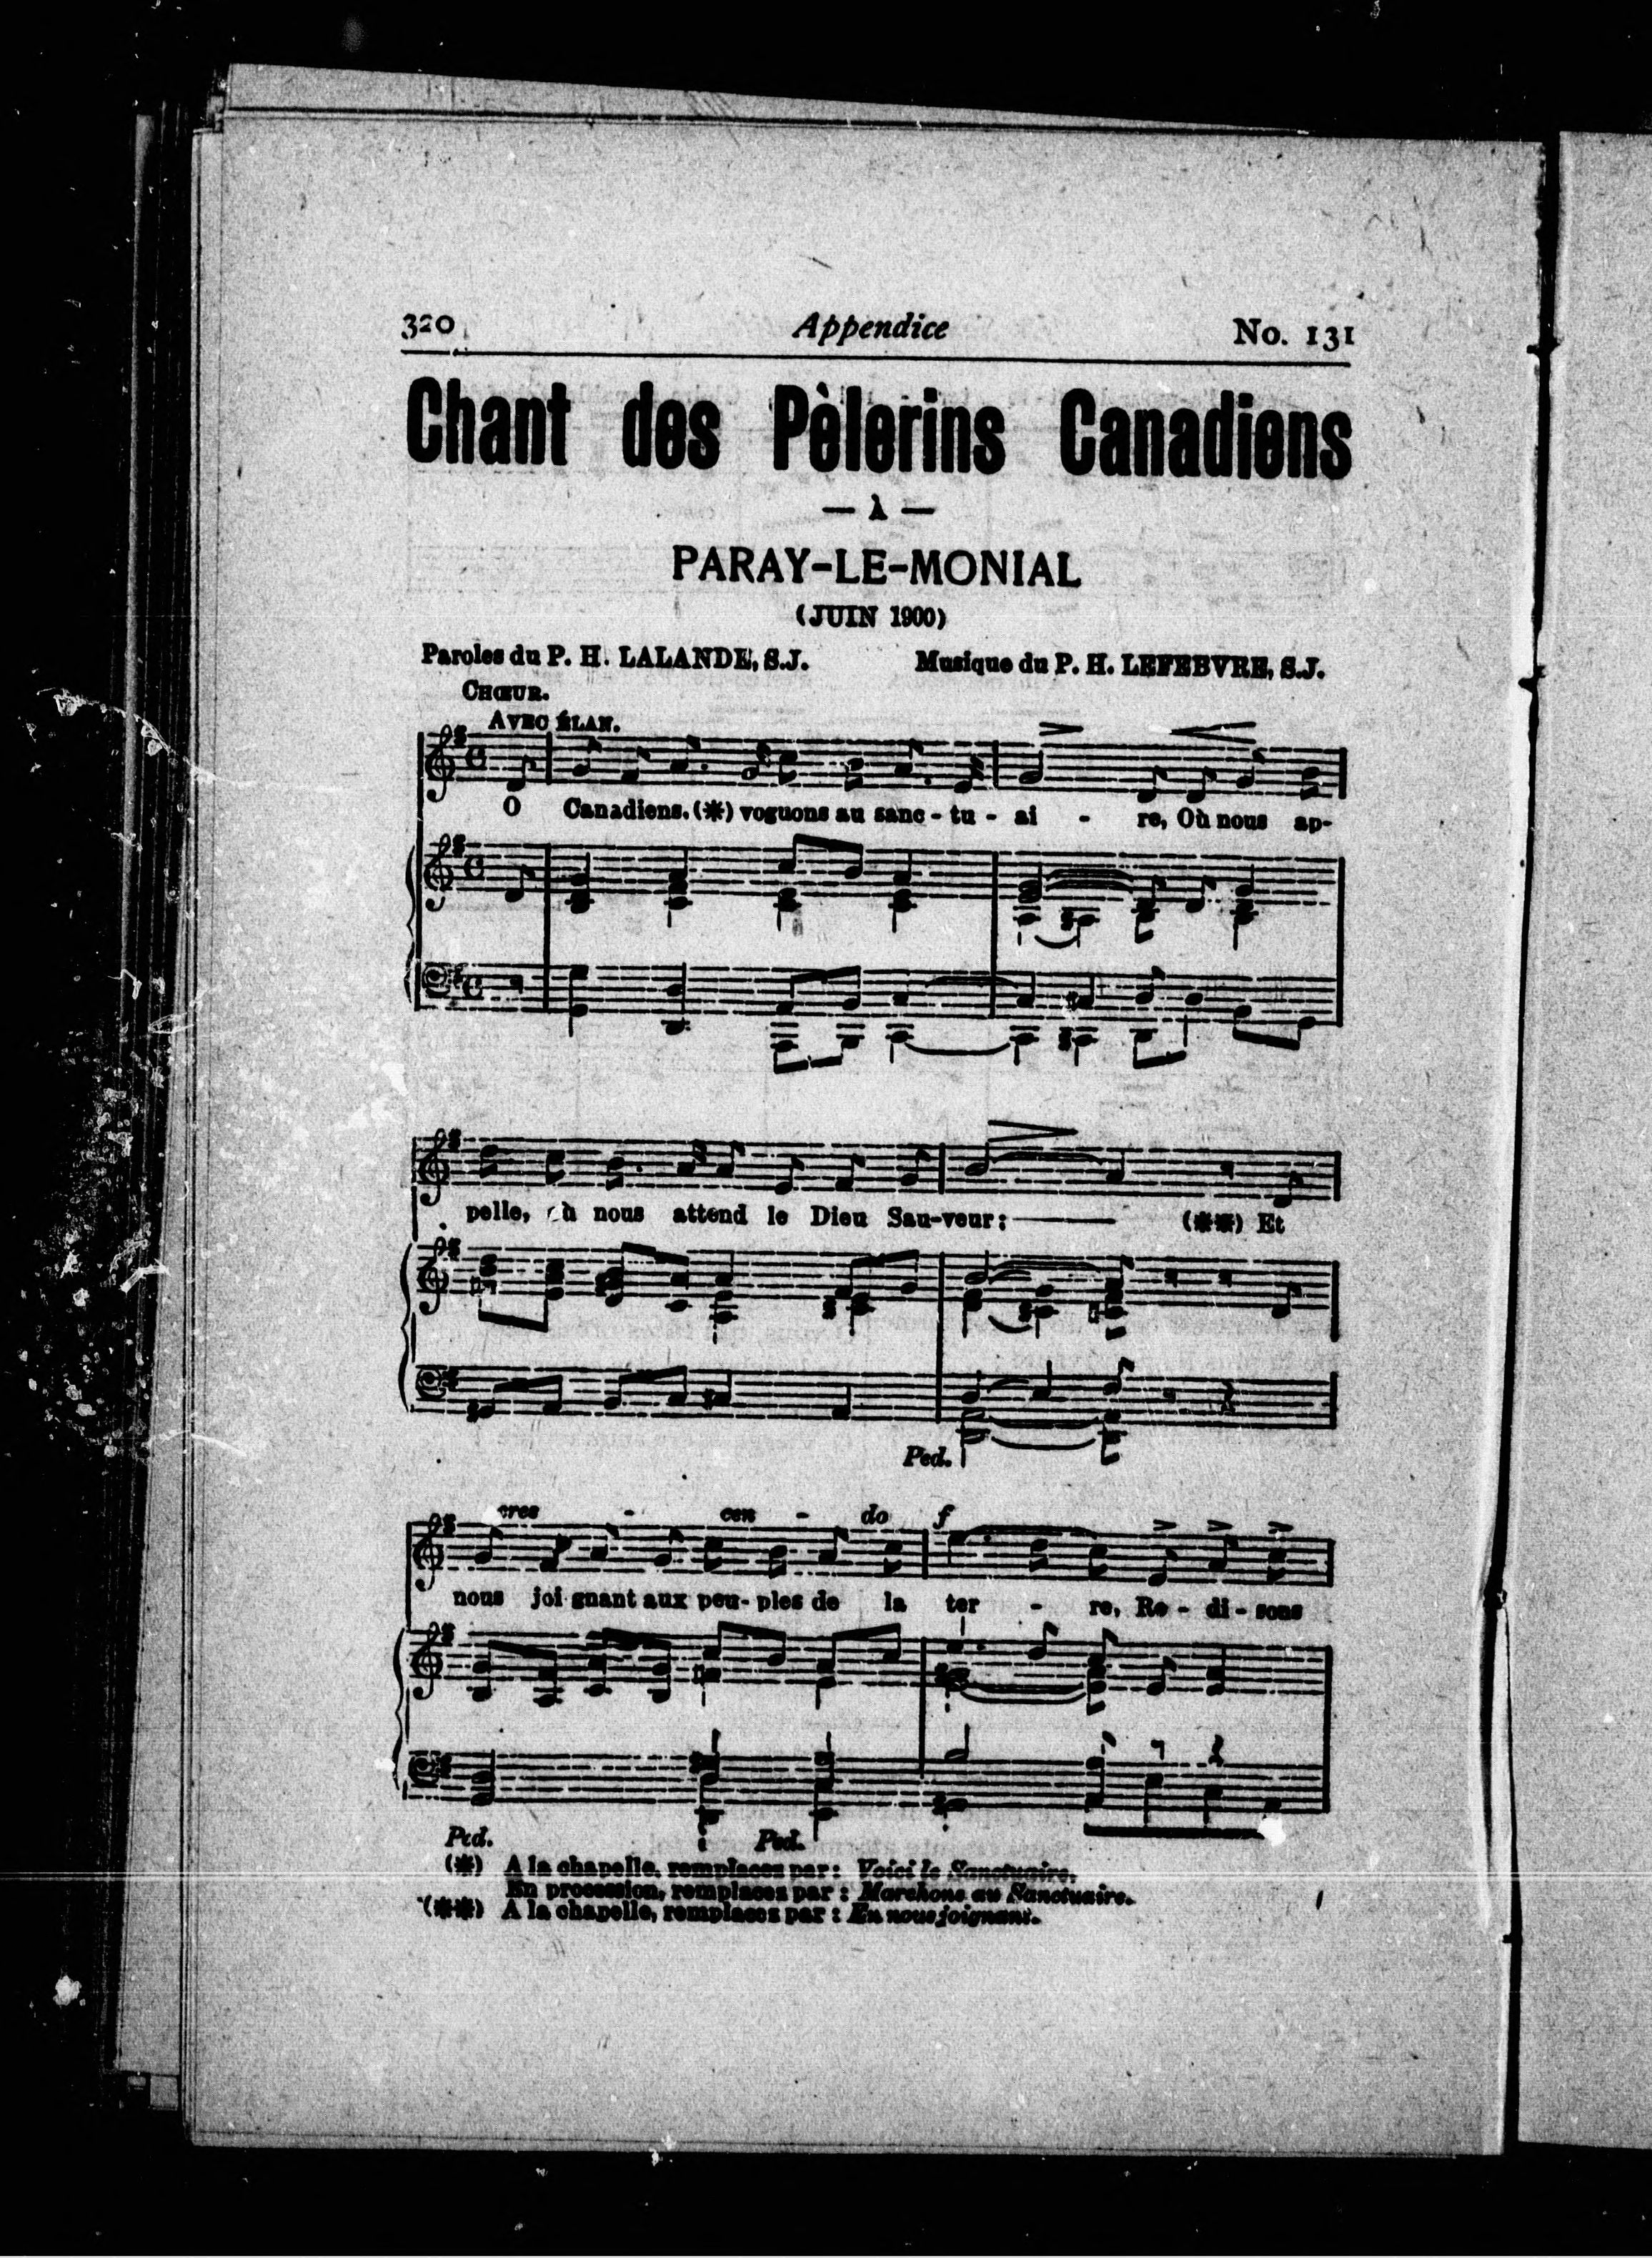 320 Appendice No. 131
Chant des Pèlerins Canadiens
— À —
PARAY-LE-MONIAL
(JUIN 1900)
Paroles du P. H. LALANDE, S.J. Musique du P. H. LEFEBVRE, S.J.
CHŒUR.
AVEC ÉLAN.
O Canadiens. (*) voguons au sanc - tu - ai - re, Où nous ap-
pelle, où nous attend le Dieu Sau-veur: (**) Et
Ped.
cres - cen - do f
nous joi gnant aux peu- ples de la ter - re, Re - di - sons
Ped. Ped.
(*) A la chapelle, remplacez par : Voici le Sanctuaire.
En procession, remplacez par : Marchons au Sanctuaire.
(**) A la chapelle, remplacez par : En nous joignant.